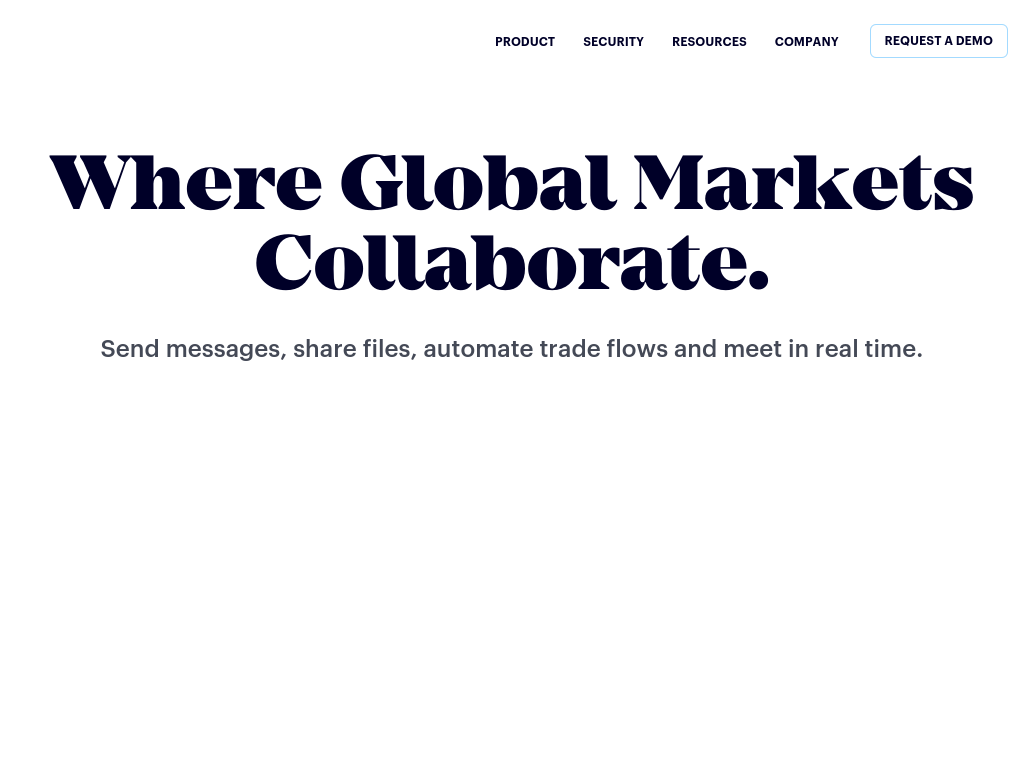 PRODUCT SECURITY RESOURCES COMPANY REQUEST A DEMO
Where Global Markets
Collaborate.
Send messages, share files, automate trade flows and meet in real time.